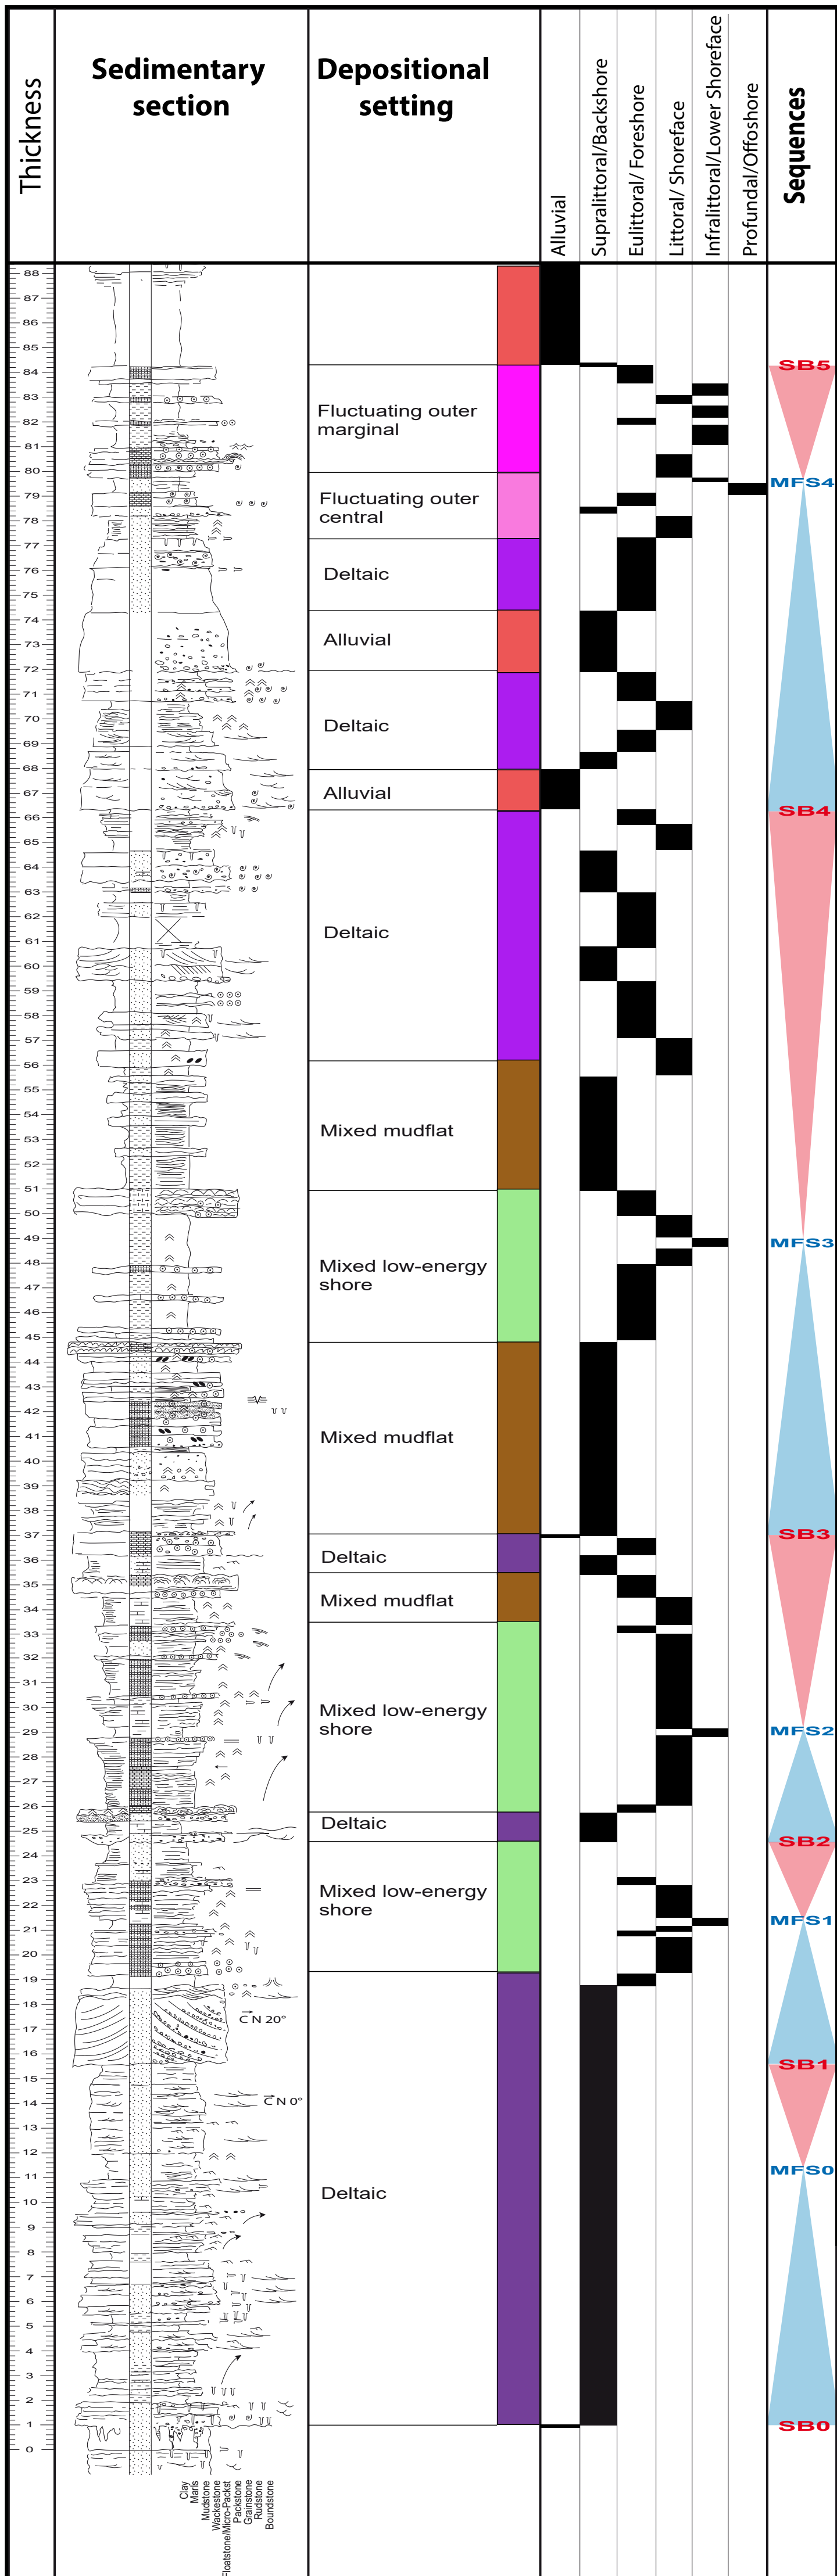 Thickness
Sedimentary
section
Depositional
setting
Alluvial
Supralittoral/Backshore
Eulittoral/ Foreshore
Littoral/ Shoreface
Infralittoral/Lower Shoreface
Profundal/Offoshore
Sequences
88
87
86
85
SB5
84
83
Fluctuating outer
marginal
82
81
80
MFS4
79
Fluctuating outer
central
78
77
76
Deltaic
75
74
73
Alluvial
72
71
70
Deltaic
69
68
67
Alluvial
SB4
66
65
64
63
62
Deltaic
61
60
59
58
57
56
55
54
53
Mixed mudflat
52
51
50
49
MFS3
48
Mixed low-energy
shore
47
46
45
44
43
42
41
Mixed mudflat
40
39
38
37
SB3
36
Deltaic
35
34
Mixed mudflat
33
32
31
30
Mixed low-energy
shore
29
MFS2
28
27
26
25
Deltaic
SB2
24
23
22
Mixed low-energy
shore
MFS1
21
20
19
18
C N 20°
17
16
SB1
15
14
C N 0°
13
12
11
MFS0
10
Deltaic
9
8
7
6
5
4
3
2
1
SB0
0
Clay
Marls
Mudstone
Wackestone
Floatstone/Micro-Packst
Packstone
Grainstone
Rudstone
Boundstone